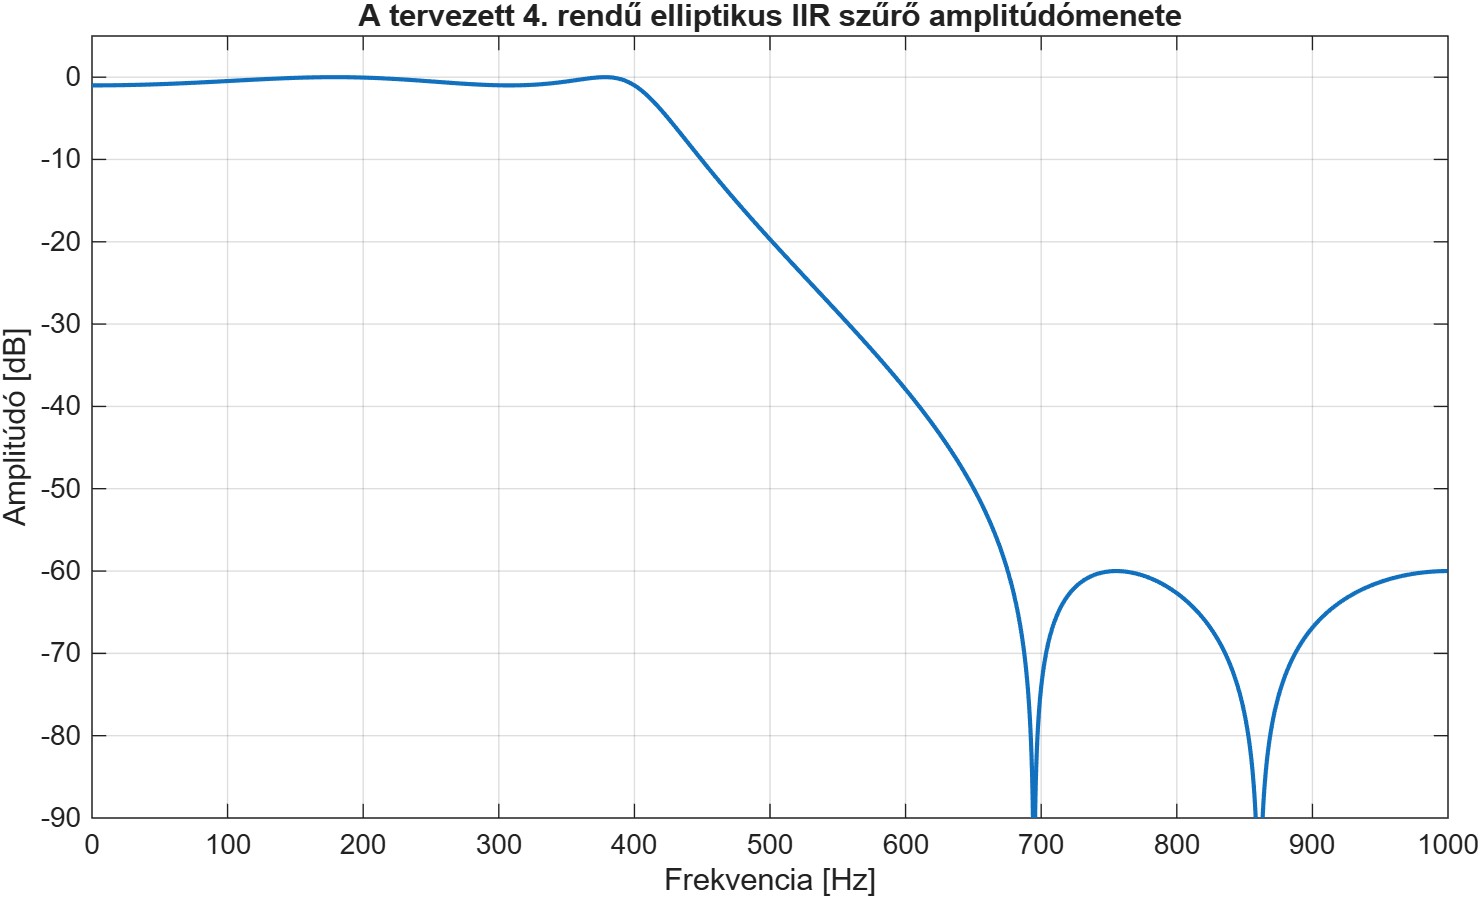 A tervezett 4. rendű elliptikus IIR szűrő amplitúdómenete
0
-10
-20
-30
-40
-50
-60
-70
-80
-90
Amplitúdó [dB]
0 100 200 300 400 500 600 700 800 900 1000
Frekvencia [Hz]